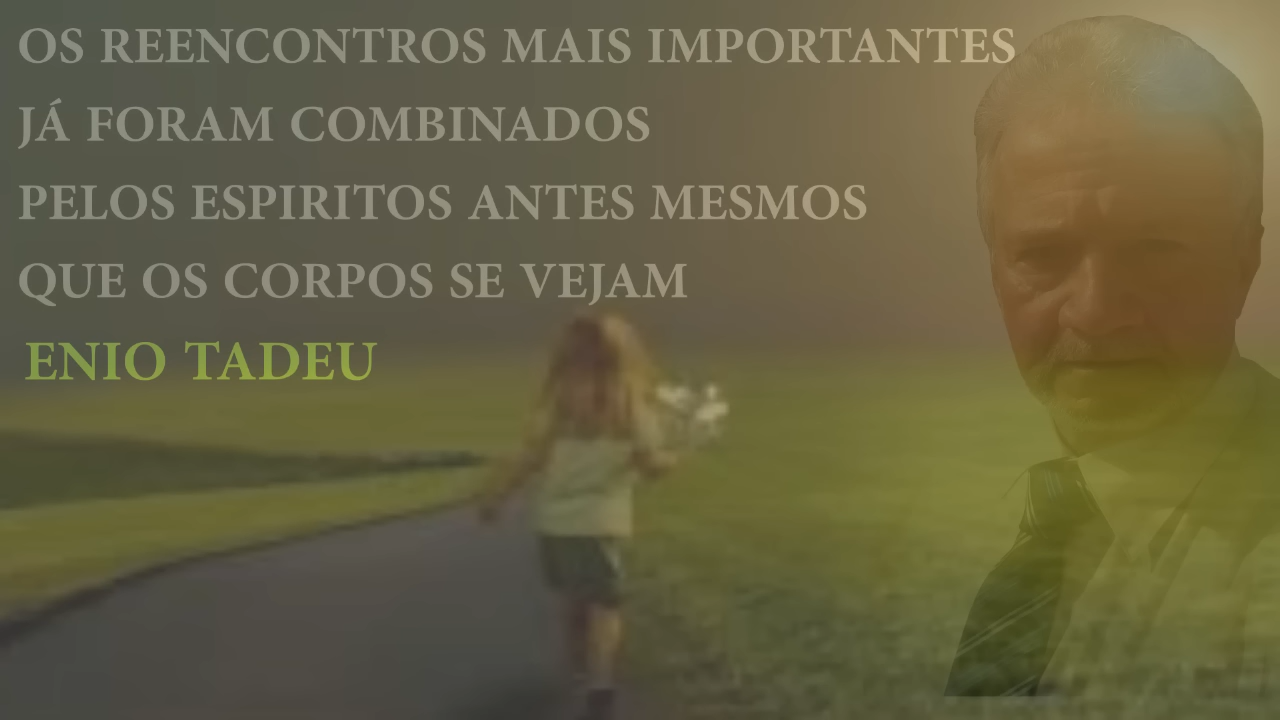 OS REENCONTROS MAIS IMPORTANTES
JÁ FORAM COMBINADOS
PELOS ESPIRITOS ANTES MESMOS
QUE OS CORPOS SE VEJAM
ENIO TADEU